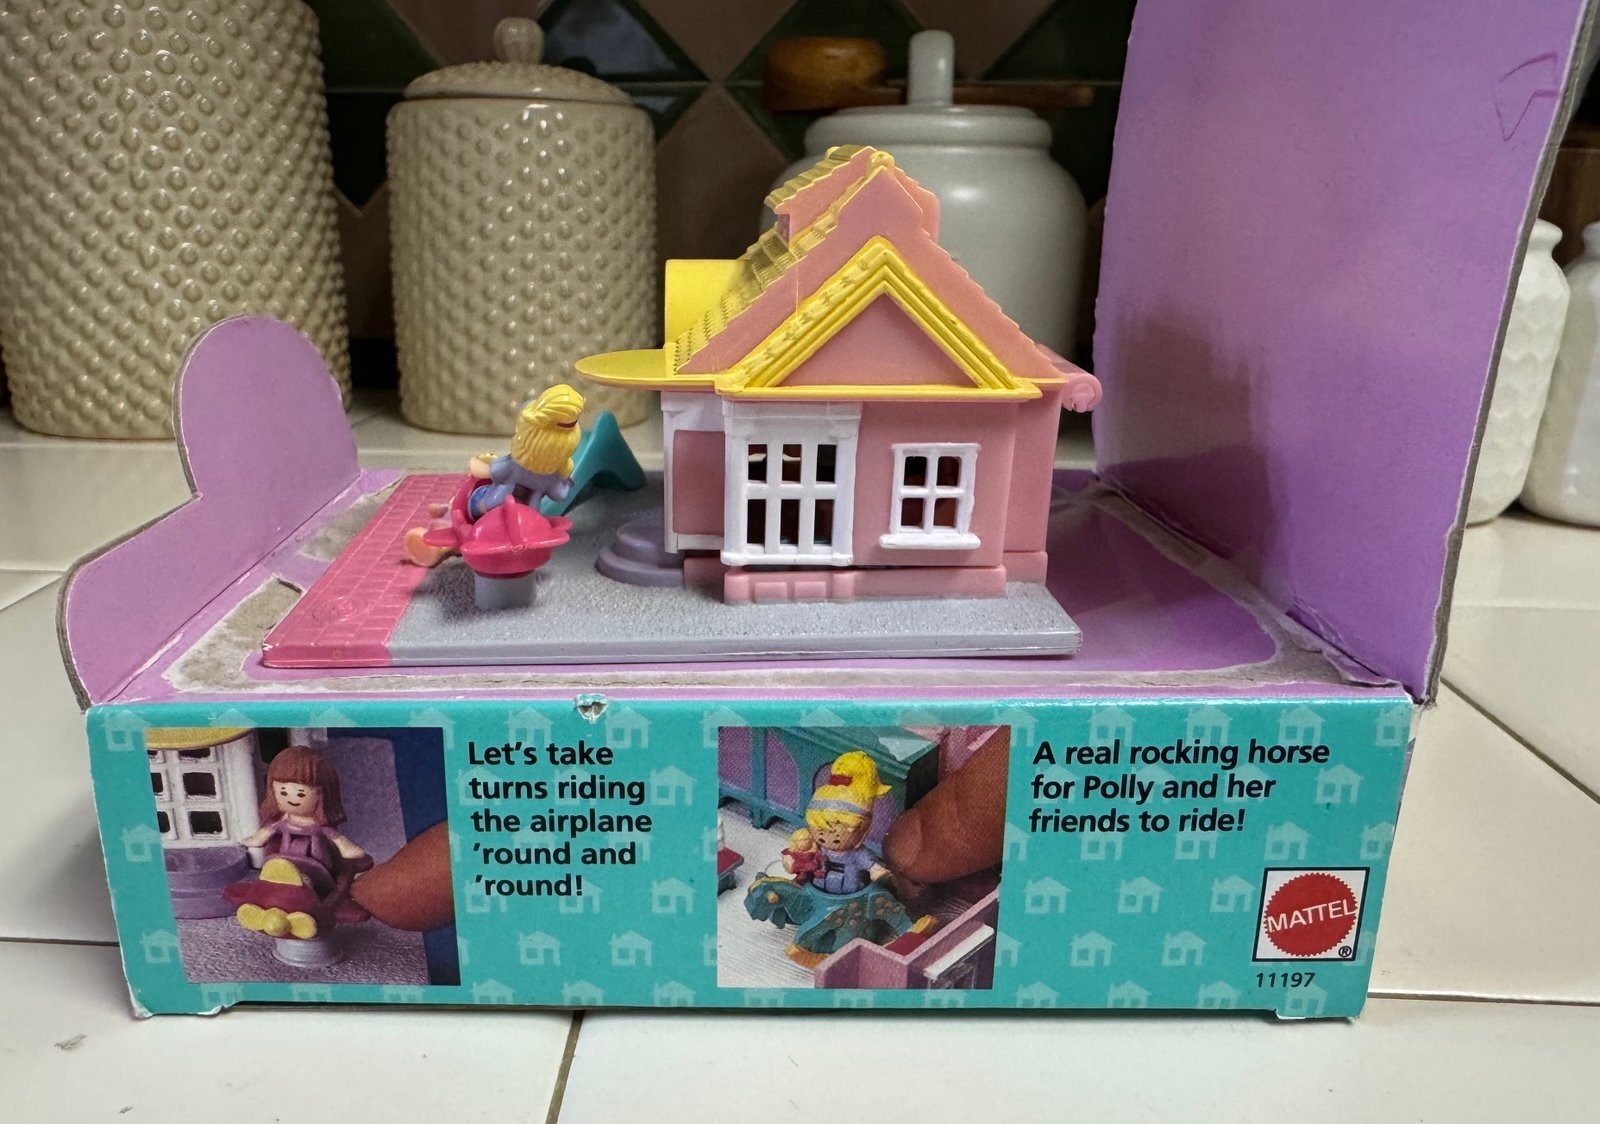 Let's take
turns riding
the airplane
'round and
'round!
A real rocking horse
for Polly and her
friends to ride!
MATTEL
®
11197